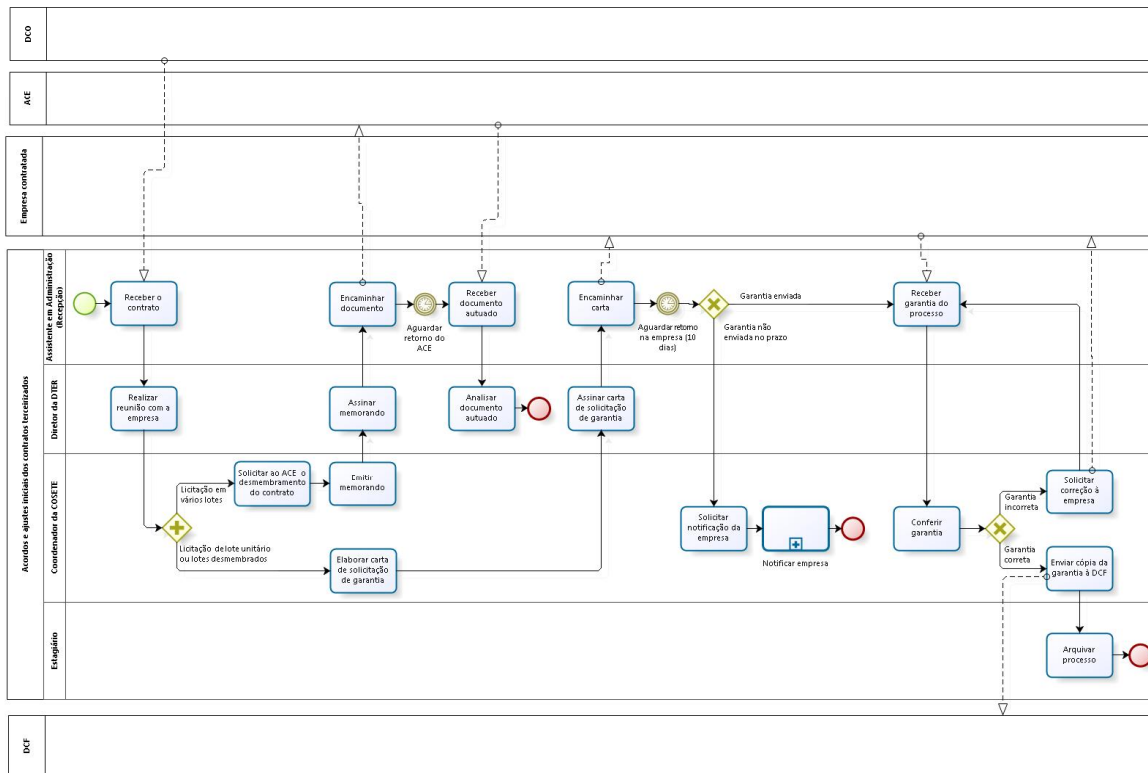 DCO
ACE
Empresa contratada
Acordos e ajustes iniciais dos contratos terceirizados
Assistente em Administração
(Recepção)
Receber o
contrato
Encaminhar
documento
Aguardar
retorno do
ACE
Receber
documento
autuado
Encaminhar
carta
Aguardar retorno
na empresa (10
dias)
Garantia enviada
Garantia não
enviada no prazo
Receber
garantia do
processo
Diretor da DTER
Realizar
reunião com a
empresa
Assinar
memorando
Analisar
documento
autuado
Assinar carta
de solicitação
de garantia
Coordenador da COSETE
Licitação em
vários lotes
Solicitar ao ACE o
desmembramento
do contrato
Emitir
memorando
Licitação de lote unitário
ou lotes desmembrados
Elaborar carta
de solicitação
de garantia
Solicitar
notificação da
empresa
Notificar empresa
Conferir
garantia
Garantia
incorreta
Solicitar
correção à
empresa
Garantia
correta
Enviar cópia da
garantia à DCF
Estagiário
Arquivar
processo
DCF